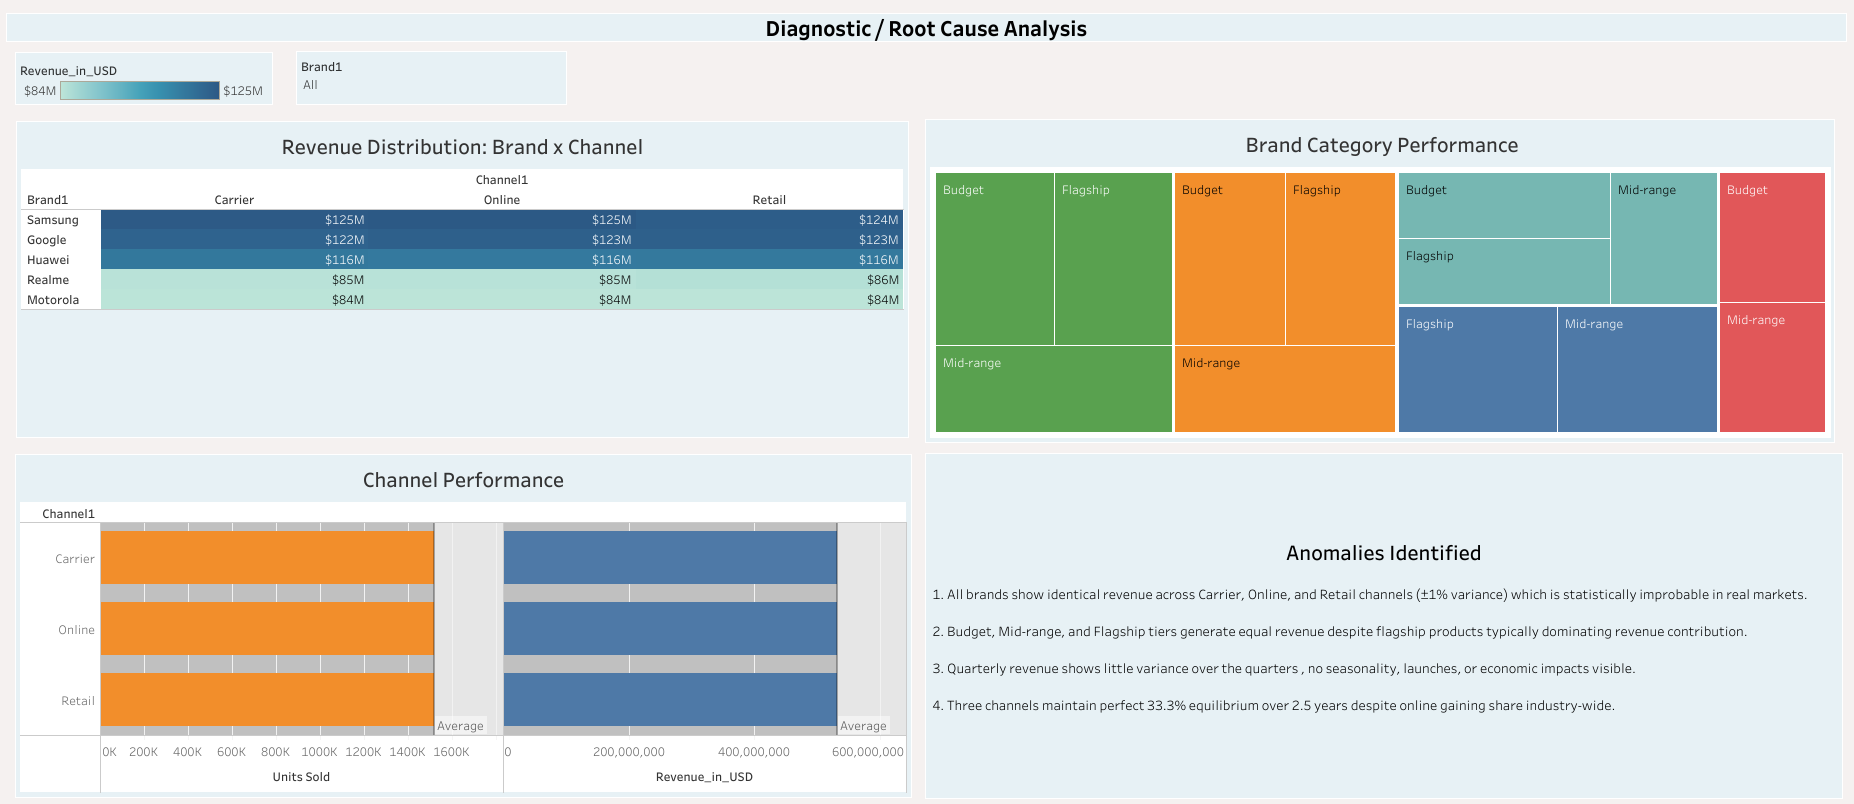 Diagnostic / Root Cause Analysis
Revenue_in_USD
$84M $125M
Brand1
All
Revenue Distribution: Brand x Channel
Channel1
Brand1 Carrier Online Retail
Samsung $125M $125M $124M
Google $122M $123M $123M
Huawei $116M $116M $116M
Realme $85M $85M $86M
Motorola $84M $84M $84M
Brand Category Performance
Budget Flagship Budget Flagship Budget Mid-range Budget
Flagship
Flagship Mid-range Mid-range
Mid-range Mid-range
Channel Performance
Channel1
Carrier
Online
Retail
Average Average
0K 200K 400K 600K 800K 1000K 1200K 1400K 1600K 0 200,000,000 400,000,000 600,000,000
Units Sold Revenue_in_USD
Anomalies Identified
1. All brands show identical revenue across Carrier, Online, and Retail channels (±1% variance) which is statistically improbable in real markets.
2. Budget, Mid-range, and Flagship tiers generate equal revenue despite flagship products typically dominating revenue contribution.
3. Quarterly revenue shows little variance over the quarters , no seasonality, launches, or economic impacts visible.
4. Three channels maintain perfect 33.3% equilibrium over 2.5 years despite online gaining share industry-wide.